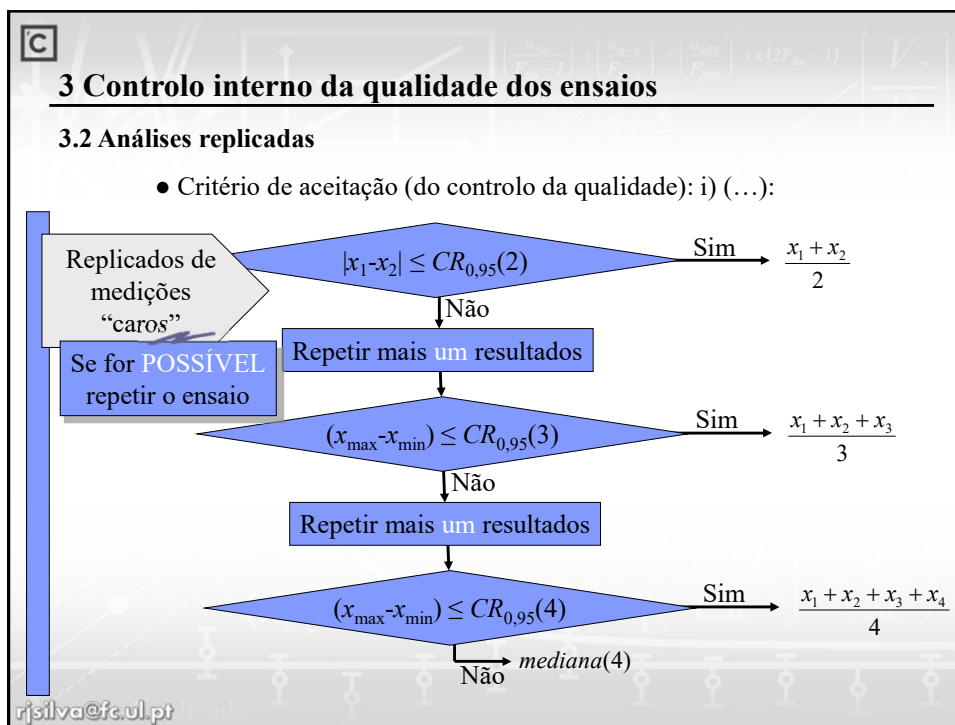 C
3 Controlo interno da qualidade dos ensaios
3.2 Análises replicadas
● Critério de aceitação (do controlo da qualidade): i) (…):
Replicados de
medições
“caros”
Se for POSSÍVEL
repetir o ensaio
|x₁-x₂| ≤ CR₀,₉₅(2)
Sim
(x₁ + x₂)/2
Não
Repetir mais um resultados
(xmax-xmin) ≤ CR₀,₉₅(3)
Sim
(x₁ + x₂ + x₃)/3
Não
Repetir mais um resultados
(xmax-xmin) ≤ CR₀,₉₅(4)
Sim
(x₁ + x₂ + x₃ + x₄)/4
Não
mediana(4)
rjsilva@fc.ul.pt